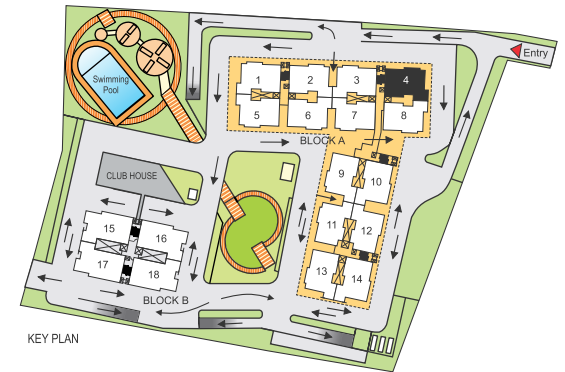 Entry
Swimming
Pool
1 2 3 4
5 6 7 8
BLOCK A
9 10
CLUB HOUSE
11 12
15 16
17 18
13 14
BLOCK B
KEY PLAN